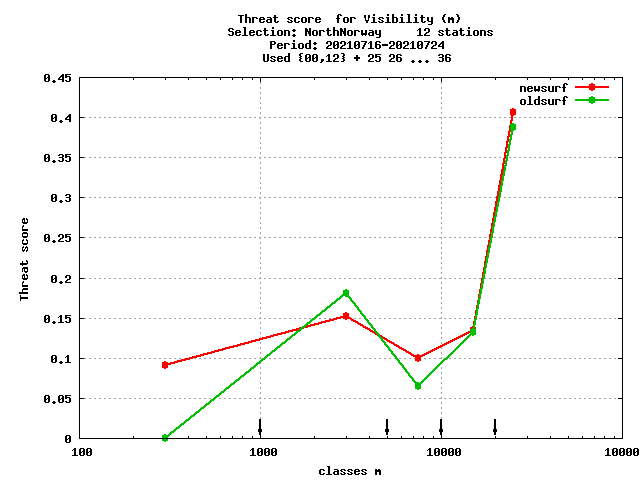 Threat score  for Visibility (m)
Selection: NorthNorway     12 stations
Period: 20210716-20210724
Used {00,12} + 25 26 ... 36
newsurf
oldsurf
0.45
0.4
0.35
0.3
0.25
0.2
0.15
0.1
0.05
0
Threat score
100
1000
10000
10000
classes m